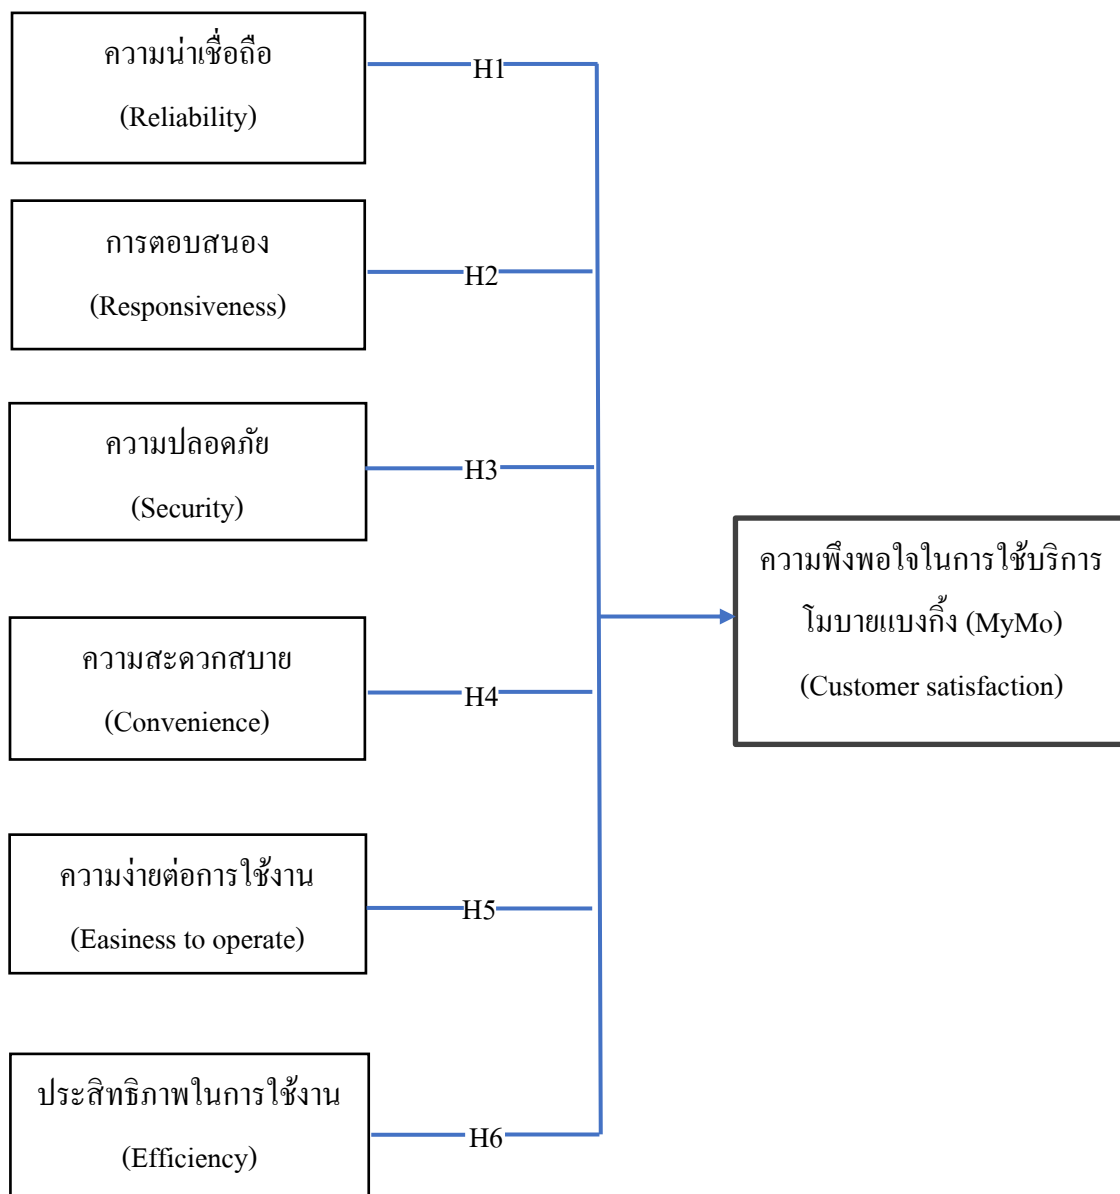 ความน่าเชื่อถือ
(Reliability)
H1
การตอบสนอง
(Responsiveness)
H2
ความปลอดภัย
(Security)
H3
ความสะดวกสบาย
(Convenience)
H4
ความง่ายต่อการใช้งาน
(Easiness to operate)
H5
ประสิทธิภาพในการใช้งาน
(Efficiency)
H6
ความพึงพอใจในการใช้บริการ
โมบายแบงกิ้ง (MyMo)
(Customer satisfaction)